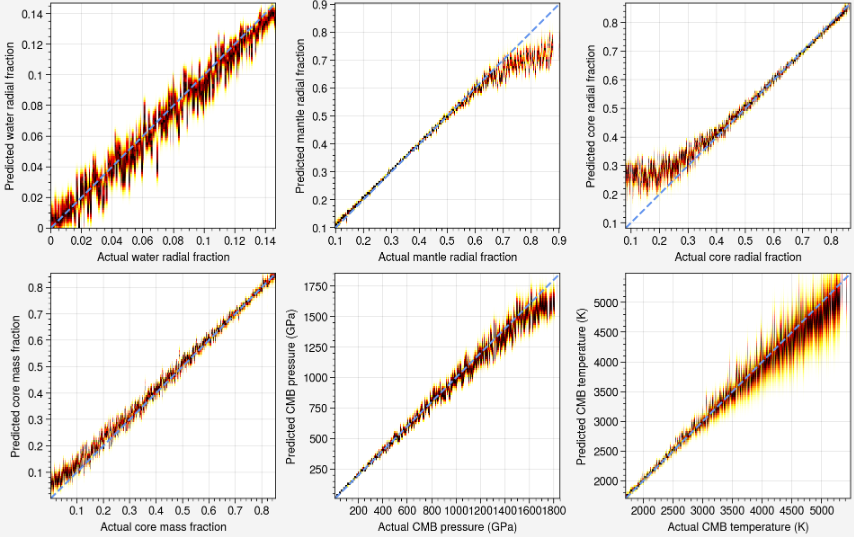 0.14
0.12
0.1
0.08
0.06
0.04
0.02
0
Predicted water radial fraction
0 0.02 0.04 0.06 0.08 0.1 0.12 0.14
Actual water radial fraction
0.9
0.8
0.7
0.6
0.5
0.4
0.3
0.2
0.1
Predicted mantle radial fraction
0.1 0.2 0.3 0.4 0.5 0.6 0.7 0.8 0.9
Actual mantle radial fraction
0.8
0.7
0.6
0.5
0.4
0.3
0.2
0.1
Predicted core radial fraction
0.1 0.2 0.3 0.4 0.5 0.6 0.7 0.8
Actual core radial fraction
0.8
0.7
0.6
0.5
0.4
0.3
0.2
0.1
Predicted core mass fraction
0.1 0.2 0.3 0.4 0.5 0.6 0.7 0.8
Actual core mass fraction
1750
1500
1250
1000
750
500
250
Predicted CMB pressure (GPa)
200 400 600 800 1000 1200 1400 1600 1800
Actual CMB pressure (GPa)
5000
4500
4000
3500
3000
2500
2000
Predicted CMB temperature (K)
2000 2500 3000 3500 4000 4500 5000
Actual CMB temperature (K)